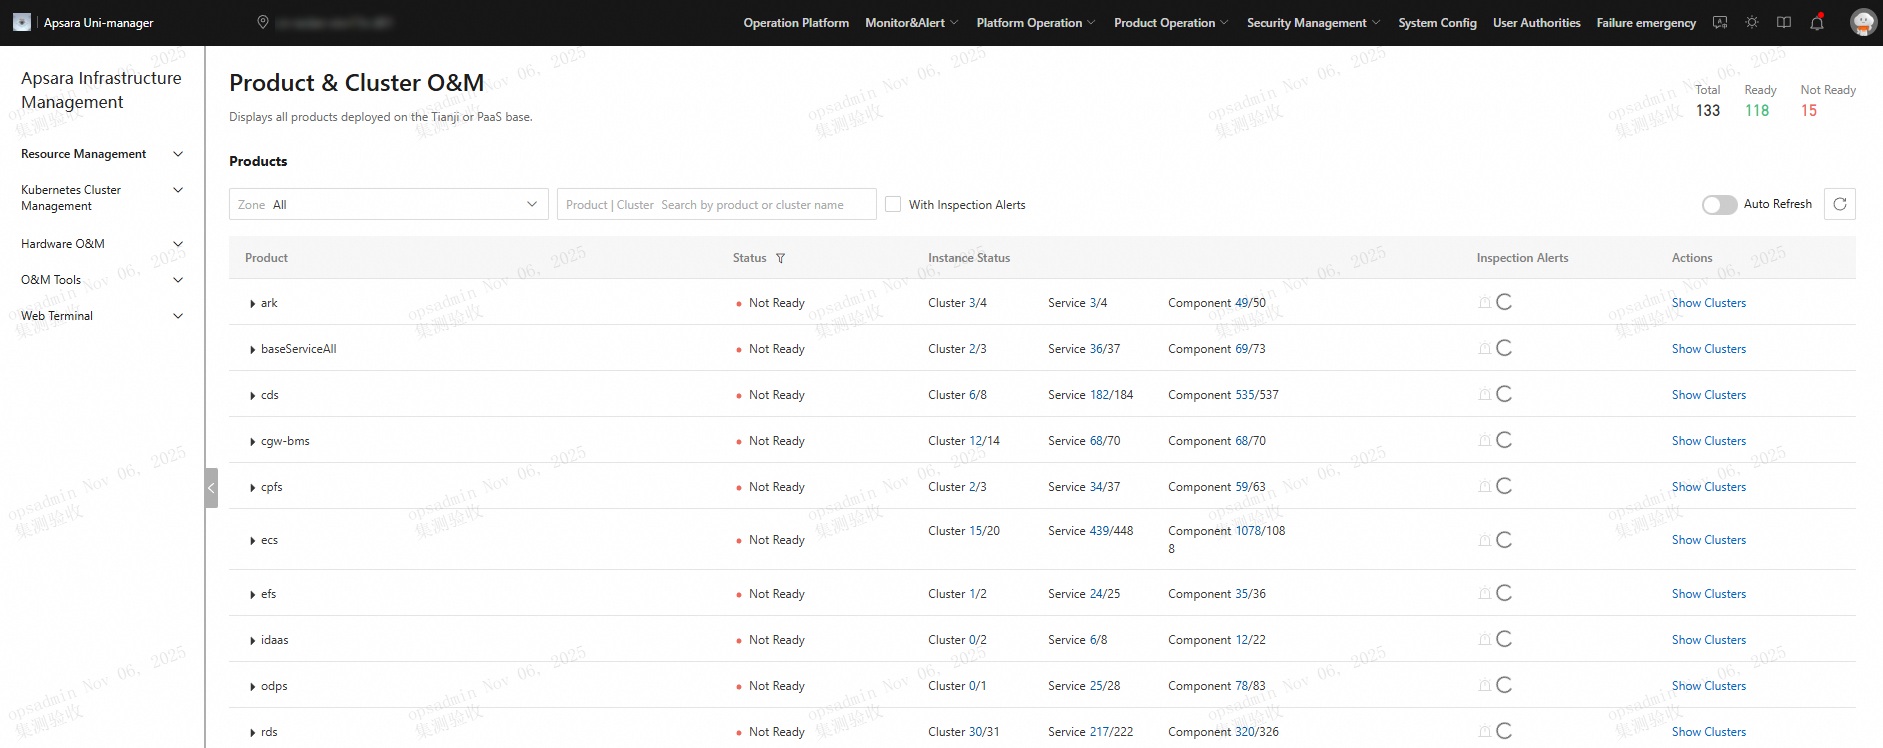 Apsara Uni-manager
Operation Platform Monitor&Alert Platform Operation Product Operation Security Management System Config User Authorities Failure emergency
Apsara Infrastructure
Management
Resource Management
Kubernetes Cluster
Management
Hardware O&M
O&M Tools
Web Terminal
Product & Cluster O&M
Displays all products deployed on the Tianji or PaaS base.
Total Ready Not Ready
133 118 15
Products
Zone All
Product | Cluster Search by product or cluster name
With Inspection Alerts
Auto Refresh
Product Status Instance Status Inspection Alerts Actions
ark Not Ready Cluster 3/4 Service 3/4 Component 49/50 Show Clusters
baseServiceAll Not Ready Cluster 2/3 Service 36/37 Component 69/73 Show Clusters
cds Not Ready Cluster 6/8 Service 182/184 Component 535/537 Show Clusters
cgw-bms Not Ready Cluster 12/14 Service 68/70 Component 68/70 Show Clusters
cpfs Not Ready Cluster 2/3 Service 34/37 Component 59/63 Show Clusters
ecs Not Ready Cluster 15/20 Service 439/448 Component 1078/108
8 Show Clusters
efs Not Ready Cluster 1/2 Service 24/25 Component 35/36 Show Clusters
idaas Not Ready Cluster 0/2 Service 6/8 Component 12/22 Show Clusters
odps Not Ready Cluster 0/1 Service 25/28 Component 78/83 Show Clusters
rds Not Ready Cluster 30/31 Service 217/222 Component 320/326 Show Clusters
opsadmin Nov 06, 2025
集测验收